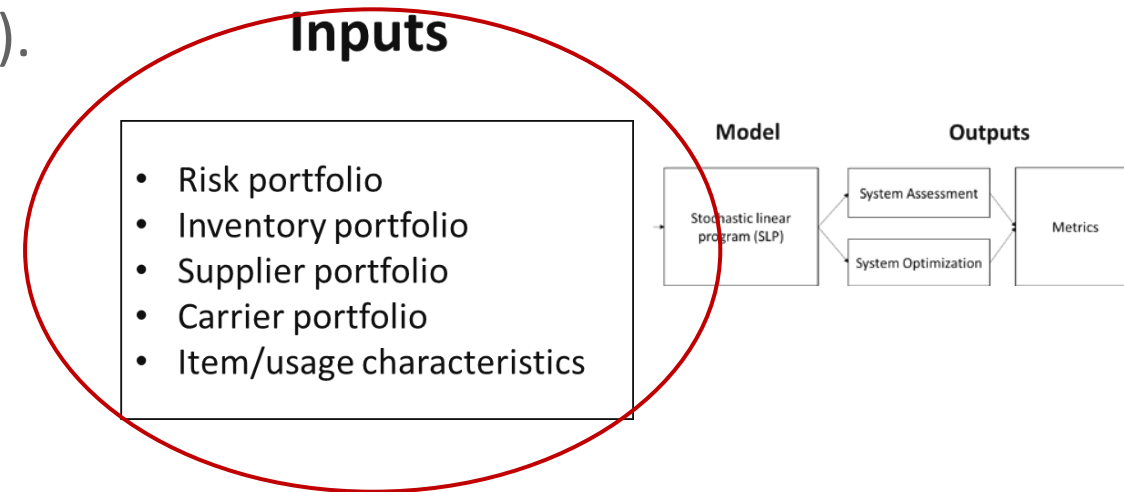 ).
Inputs
• Risk portfolio
• Inventory portfolio
• Supplier portfolio
• Carrier portfolio
• Item/usage characteristics
Model
Stochastic linear
program (SLP)
Outputs
System Assessment
System Optimization
Metrics